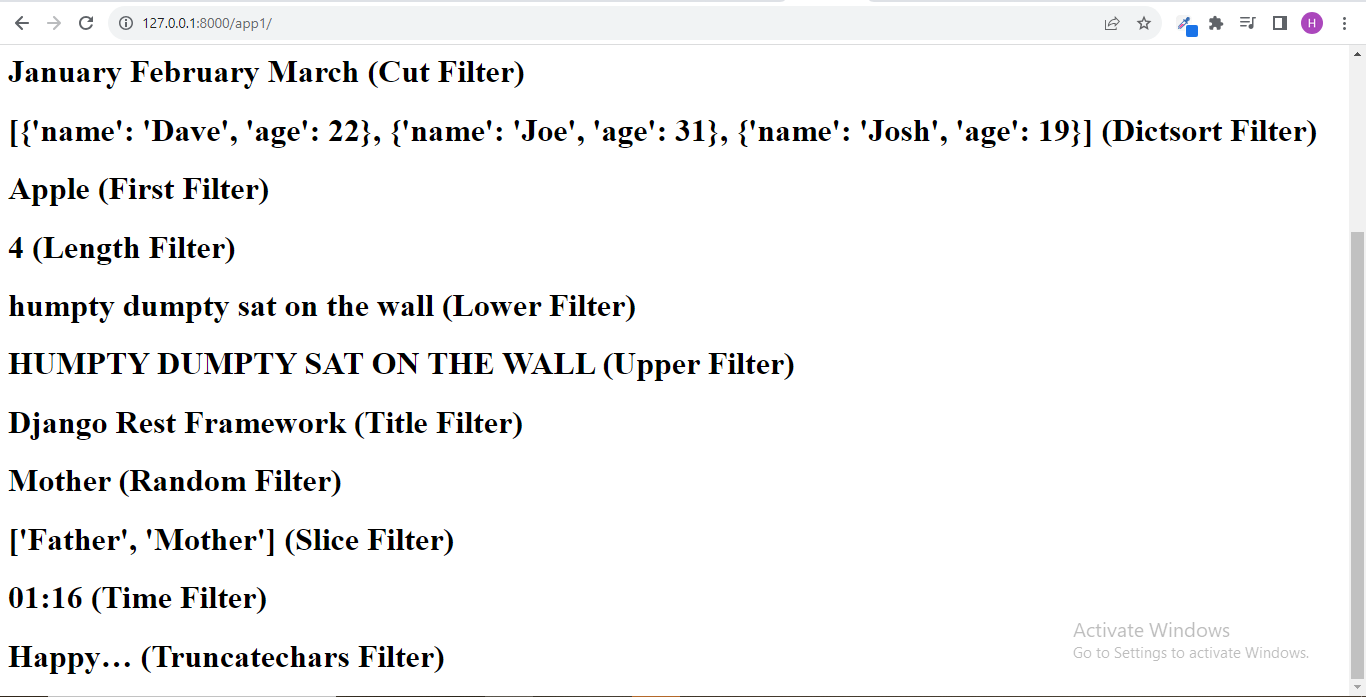 127.0.0.1:8000/app1/
H
January February March (Cut Filter)
[{'name': 'Dave', 'age': 22}, {'name': 'Joe', 'age': 31}, {'name': 'Josh', 'age': 19}] (Dictsort Filter)
Apple (First Filter)
4 (Length Filter)
humpty dumpty sat on the wall (Lower Filter)
HUMPTY DUMPTY SAT ON THE WALL (Upper Filter)
Django Rest Framework (Title Filter)
Mother (Random Filter)
['Father', 'Mother'] (Slice Filter)
01:16 (Time Filter)
Happy… (Truncatechars Filter)
Activate Windows
Go to Settings to activate Windows.